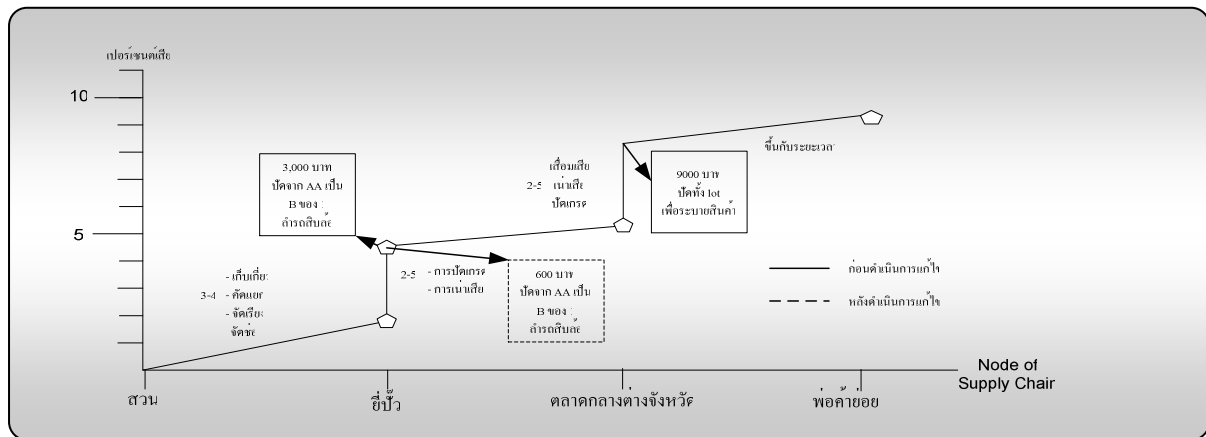 เปอร์เซนต์เสีย
10
5
3,000 บาท
ปัดจาก AA เป็น
B ของ 1
ลำรถสิบล้อ
- เก็บเกี่ยว
3-4 - คัดแยก
- จัดเรียง
จัดช่อ
2-5 - การปัดเกรด
- การเน่าเสีย
600 บาท
ปัดจาก AA เป็น
B ของ 1
ลำรถสิบล้อ
เสื่อมเสีย
2-5 เน่าเสีย
ปัดเกรด
9000 บาท
ปัดทั้ง lot
เพื่อระบายสินค้า
ขึ้นกับระยะเวลา
ก่อนดำเนินการแก้ไข
หลังดำเนินการแก้ไข
Node of
Supply Chain
สวน
ยี่ปั๊ว
ตลาดกลางต่างจังหวัด
พ่อค้าย่อย